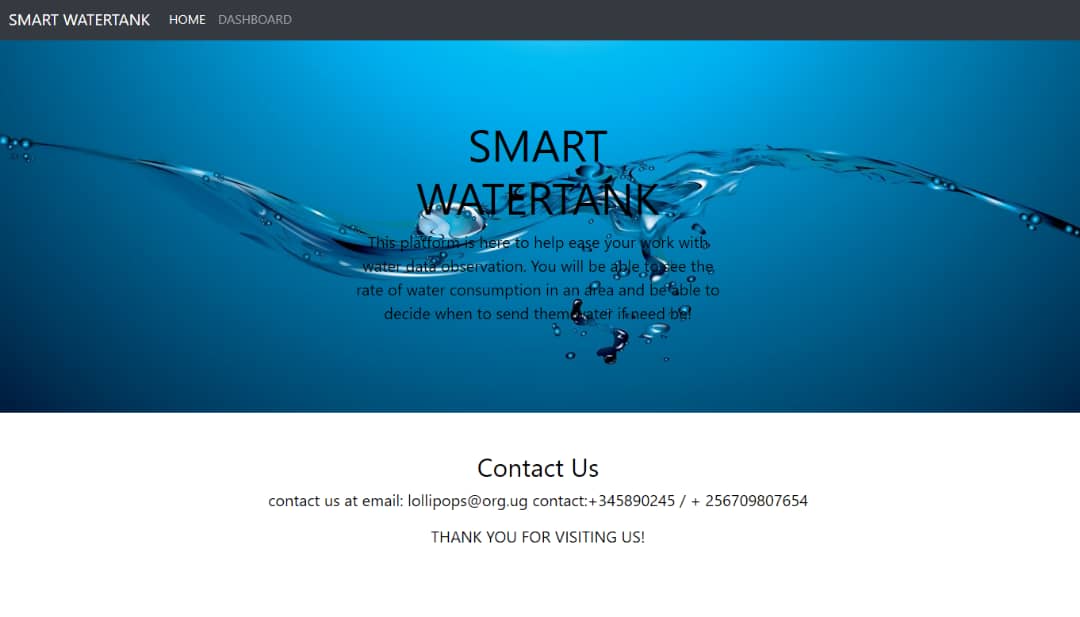 SMART WATERTANK HOME DASHBOARD
SMART
WATERTANK
This platform is here to help ease your work with
water data observation. You will be able to see the
rate of water consumption in an area and be able to
decide when to send them water if need be!
Contact Us
contact us at email: lollipops@org.ug contact:+345890245 / + 256709807654
THANK YOU FOR VISITING US!